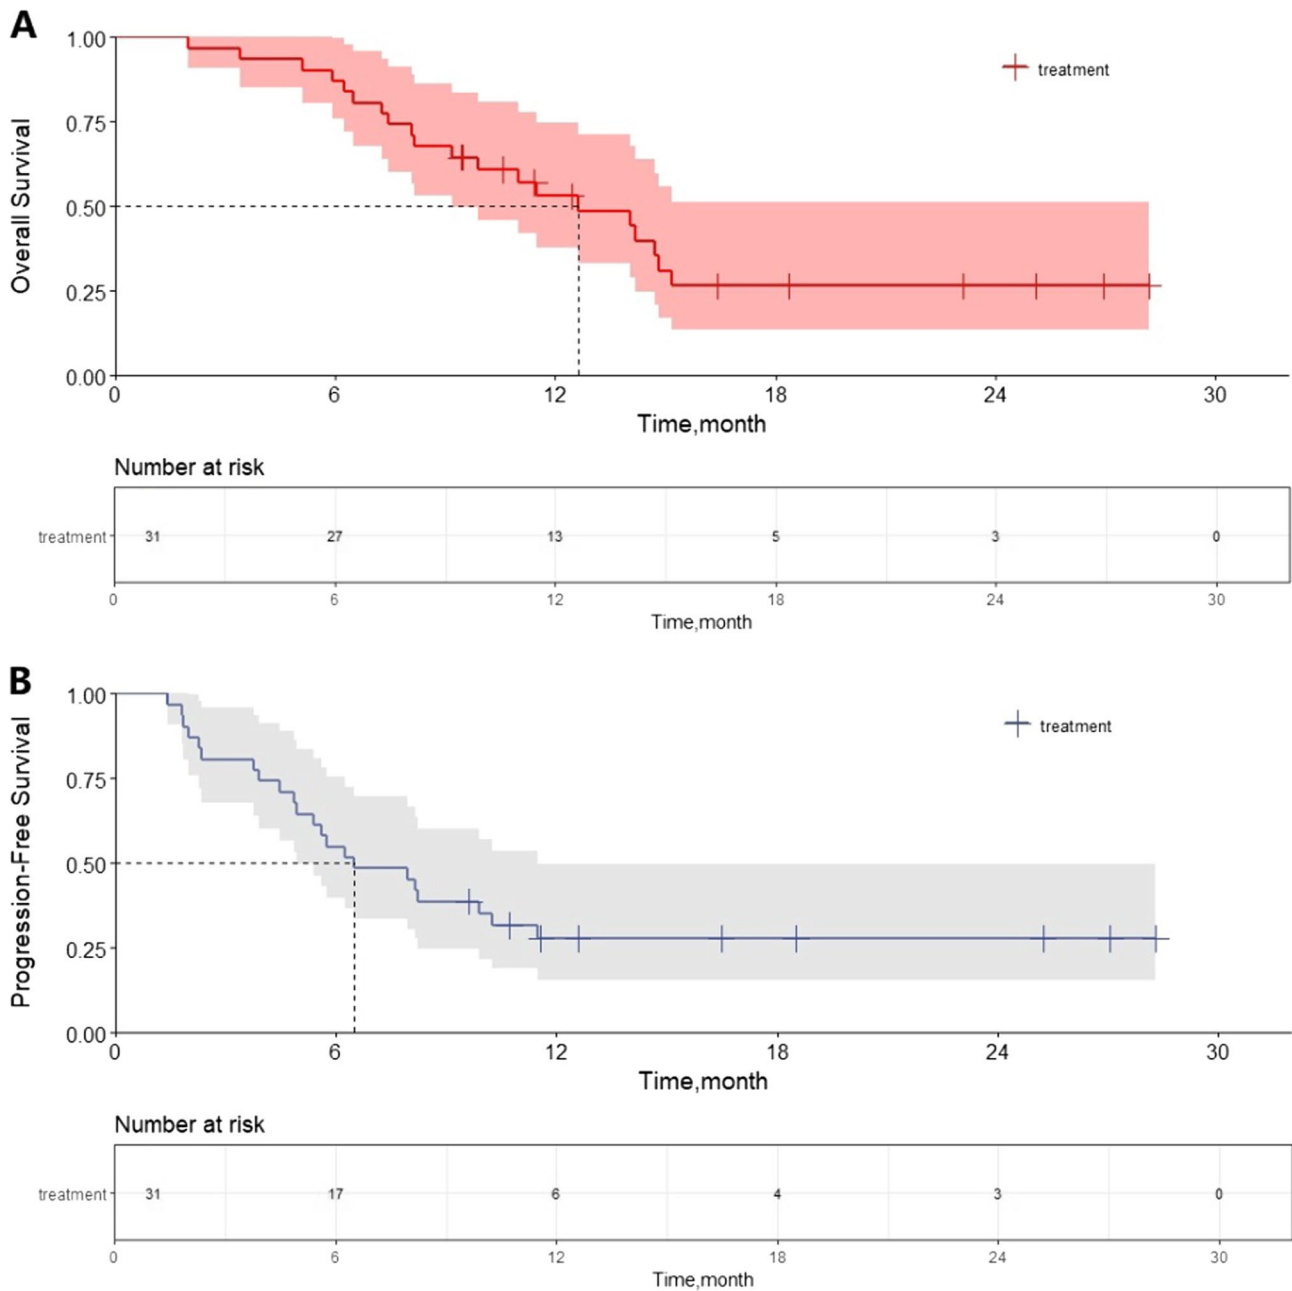 A
1.00
0.75
0.50
0.25
0.00
Overall Survival
treatment
0 6 12 18 24 30
Time,month
Number at risk
treatment 31 27 13 5 3 0
0 6 12 18 24 30
Time,month
B
1.00
0.75
0.50
0.25
0.00
Progression-Free Survival
treatment
0 6 12 18 24 30
Time,month
Number at risk
treatment 31 17 6 4 3 0
0 6 12 18 24 30
Time,month